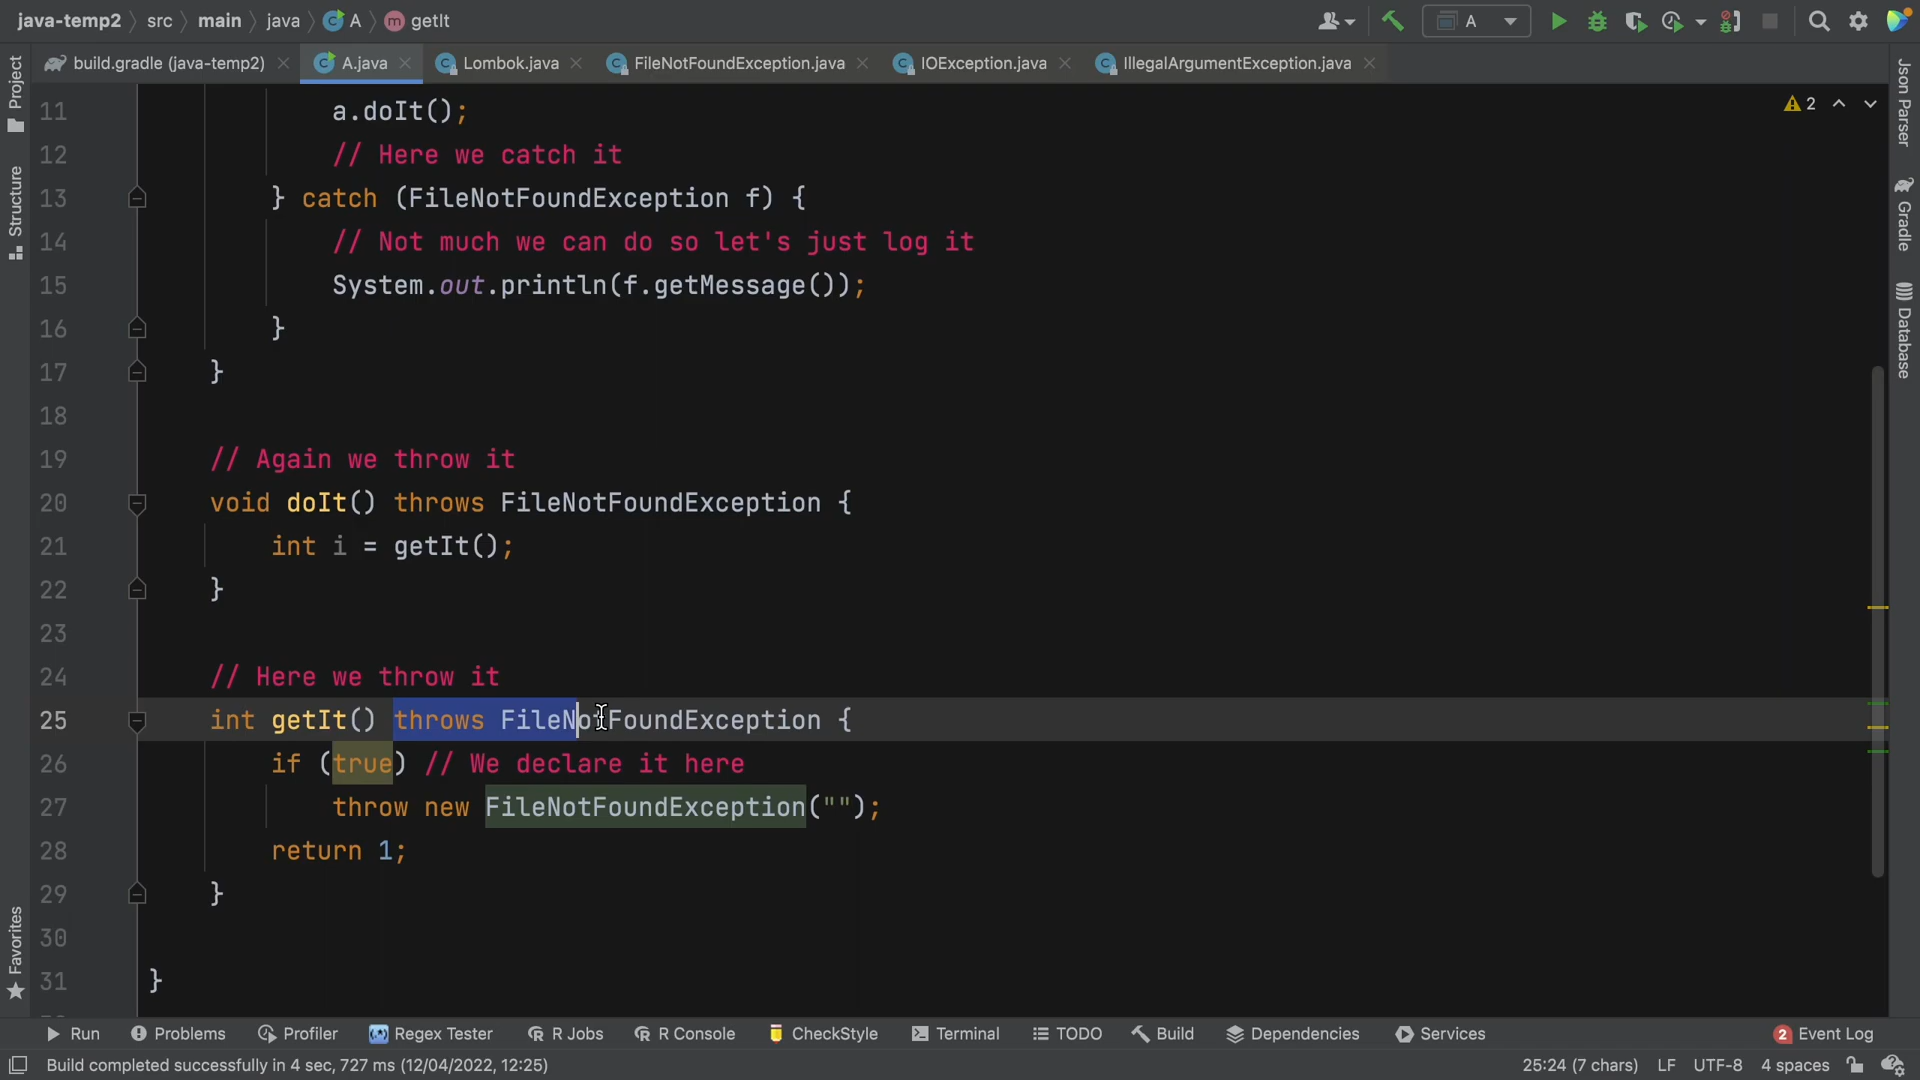 java-temp2 src main java A getIt A
build.gradle (java-temp2) A.java Lombok.java FileNotFoundException.java IOException.java IllegalArgumentException.java
Project
Structure
Favorites
11 a.doIt();
12 // Here we catch it
13 } catch (FileNotFoundException f) {
14 // Not much we can do so let's just log it
15 System.out.println(f.getMessage());
16 }
17 }
18
19 // Again we throw it
20 void doIt() throws FileNotFoundException {
21 int i = getIt();
22 }
23
24 // Here we throw it
25 int getIt() throws FileNotFoundException {
26 if (true) // We declare it here
27 throw new FileNotFoundException("");
28 return 1;
29 }
30
31 }
2
Json Parser
Gradle
Database
Run Problems Profiler Regex Tester R Jobs R Console CheckStyle Terminal TODO Build Dependencies Services 2 Event Log
Build completed successfully in 4 sec, 727 ms (12/04/2022, 12:25) 25:24 (7 chars) LF UTF-8 4 spaces